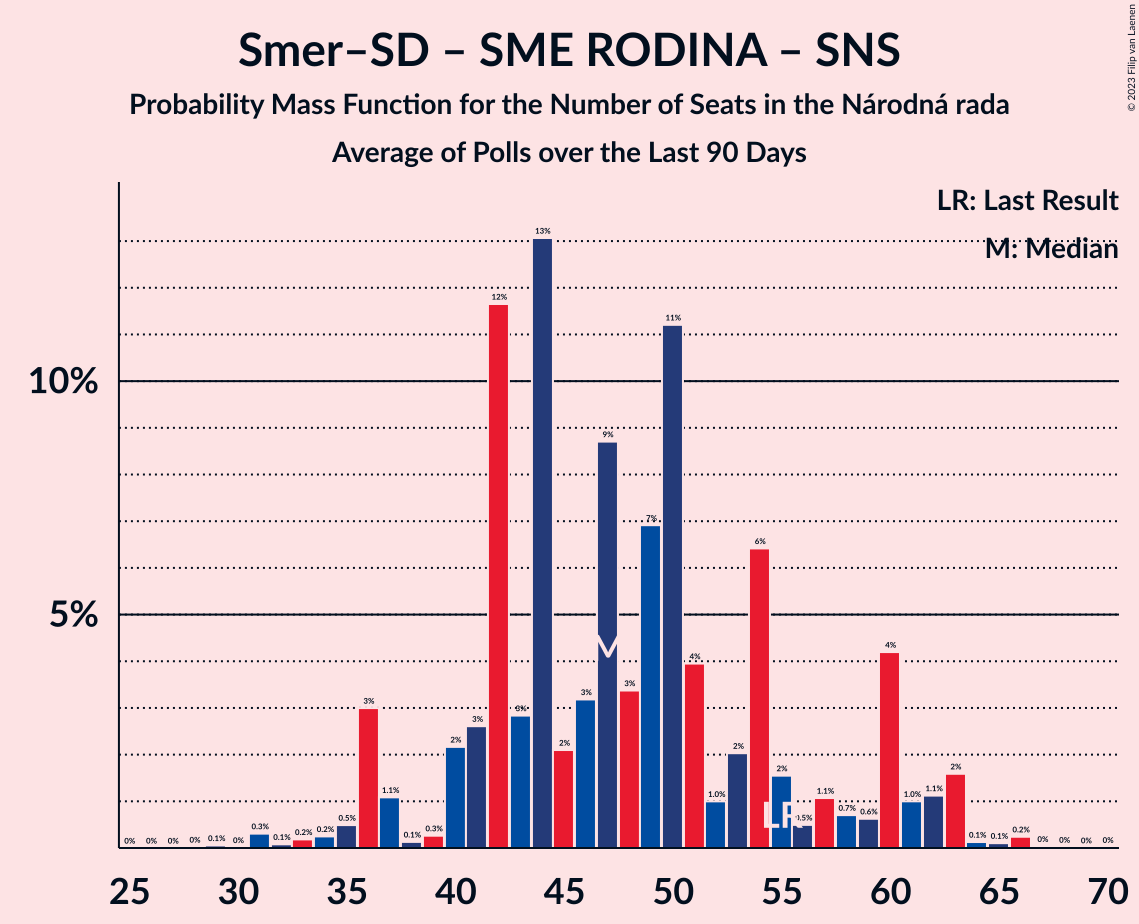 Smer–SD – SME RODINA – SNS
Probability Mass Function for the Number of Seats in the Národná rada
Average of Polls over the Last 90 Days
© 2023 Filip van Laenen
LR: Last Result
M: Median
10%
5%
0% 0% 0% 0% 0.1% 0% 0.3% 0.1% 0.2% 0.2% 0.5% 3% 1.1% 0.1% 0.3% 2% 3% 12% 3% 13% 2% 3% 9% 3% 7% 11% 4% 1.0% 2% 6% 2% 0.5% 1.1% 0.7% 0.6% 4% 1.0% 1.1% 2% 0.1% 0.1% 0.2% 0% 0% 0% 0%
M
LR
25 30 35 40 45 50 55 60 65 70